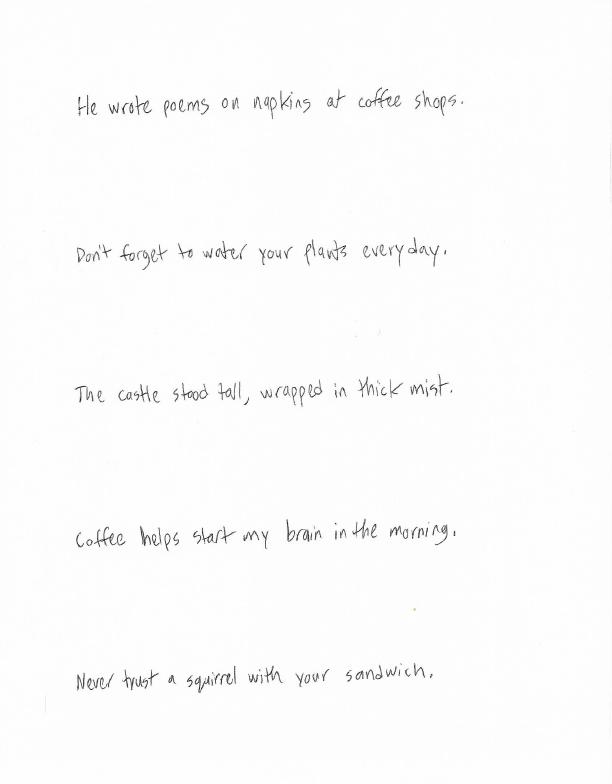 He wrote poems on napkins at coffee shops.
Don't forget to water your plants everyday.
The castle stood tall, wrapped in thick mist.
Coffee helps start my brain in the morning.
Never trust a squirrel with your sandwich.